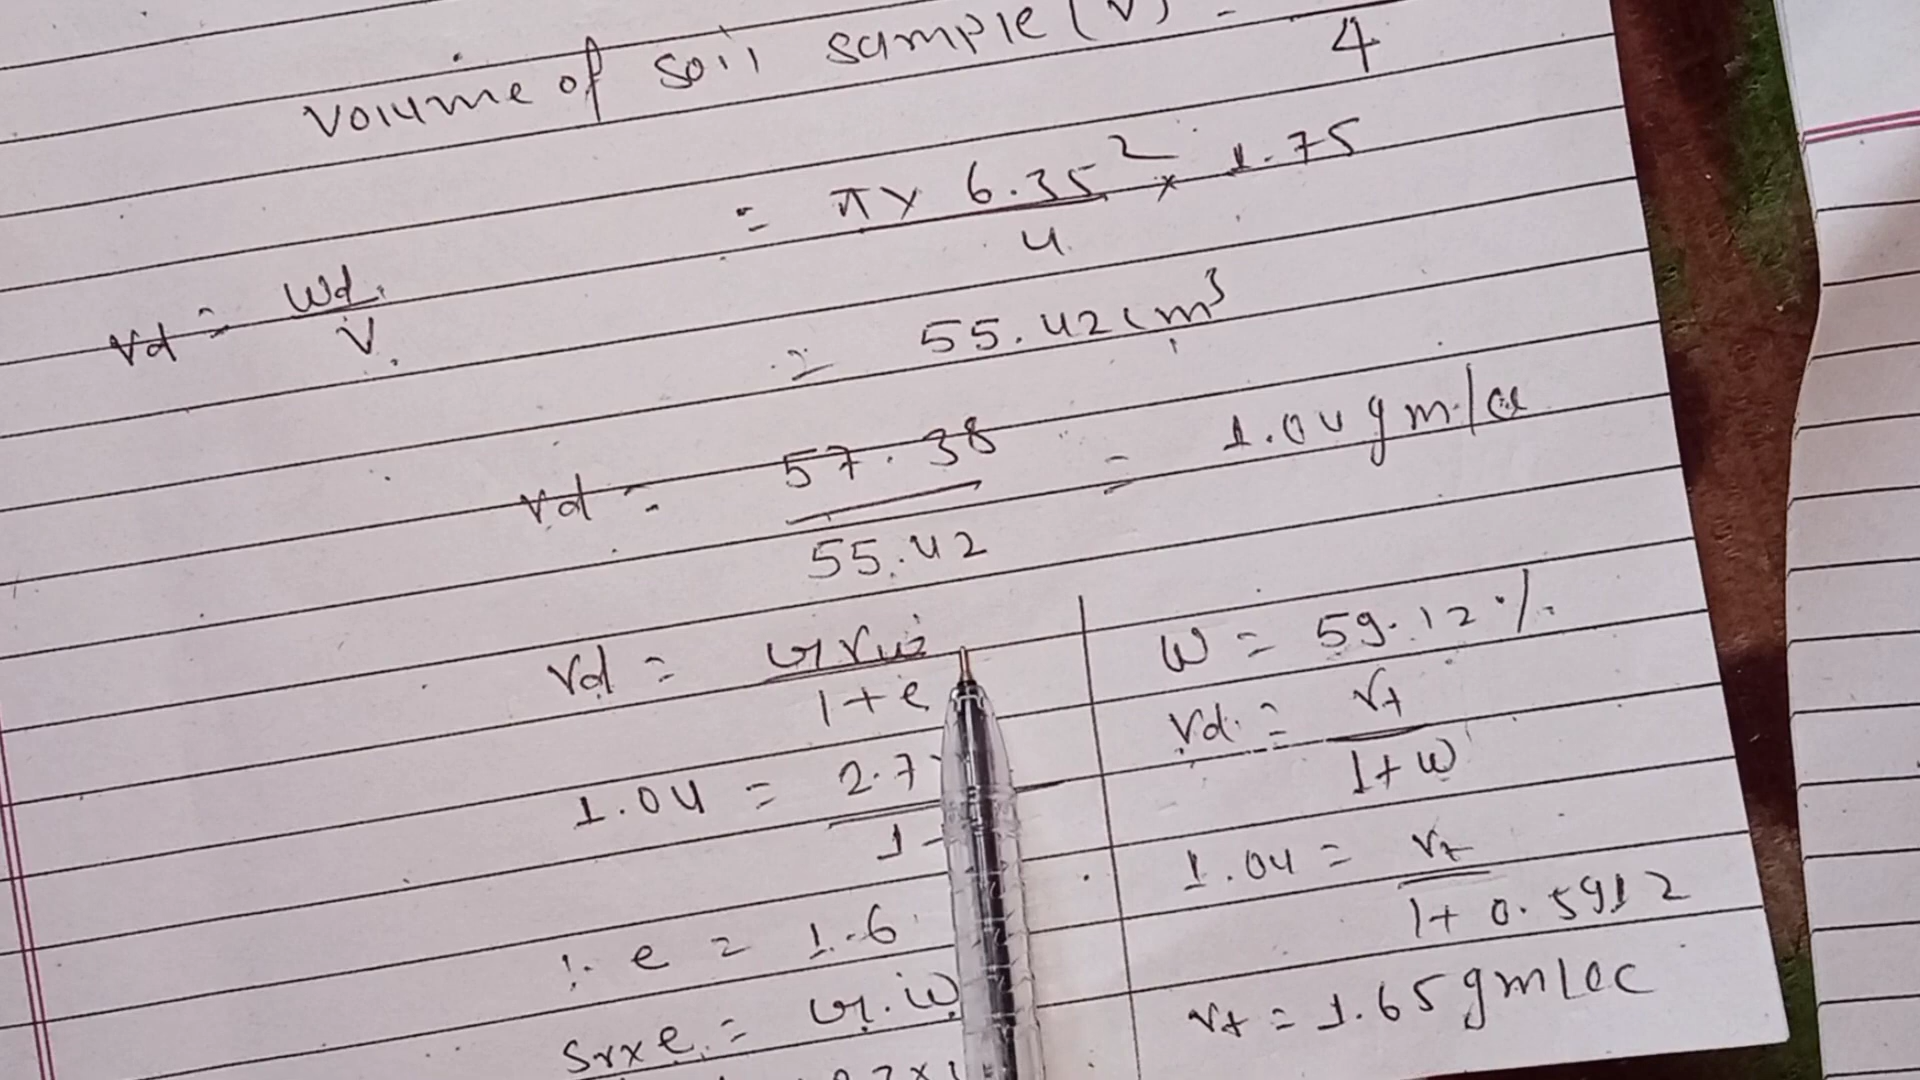 Volume of soil sample (V) =
4
= π × 6.35² × 1.75
4
γd = Wd
V
= 55.42 cm³
γd = 57.38 = 1.04 gm/cc
55.42
γd = Gγw
1+e
1.04 = 2.7
1
∴ e = 1.6
Sr×e = G.w
w = 59.12%
γd = γt
1+w
1.04 = γt
1+0.5912
γt = 1.65 gm/cc